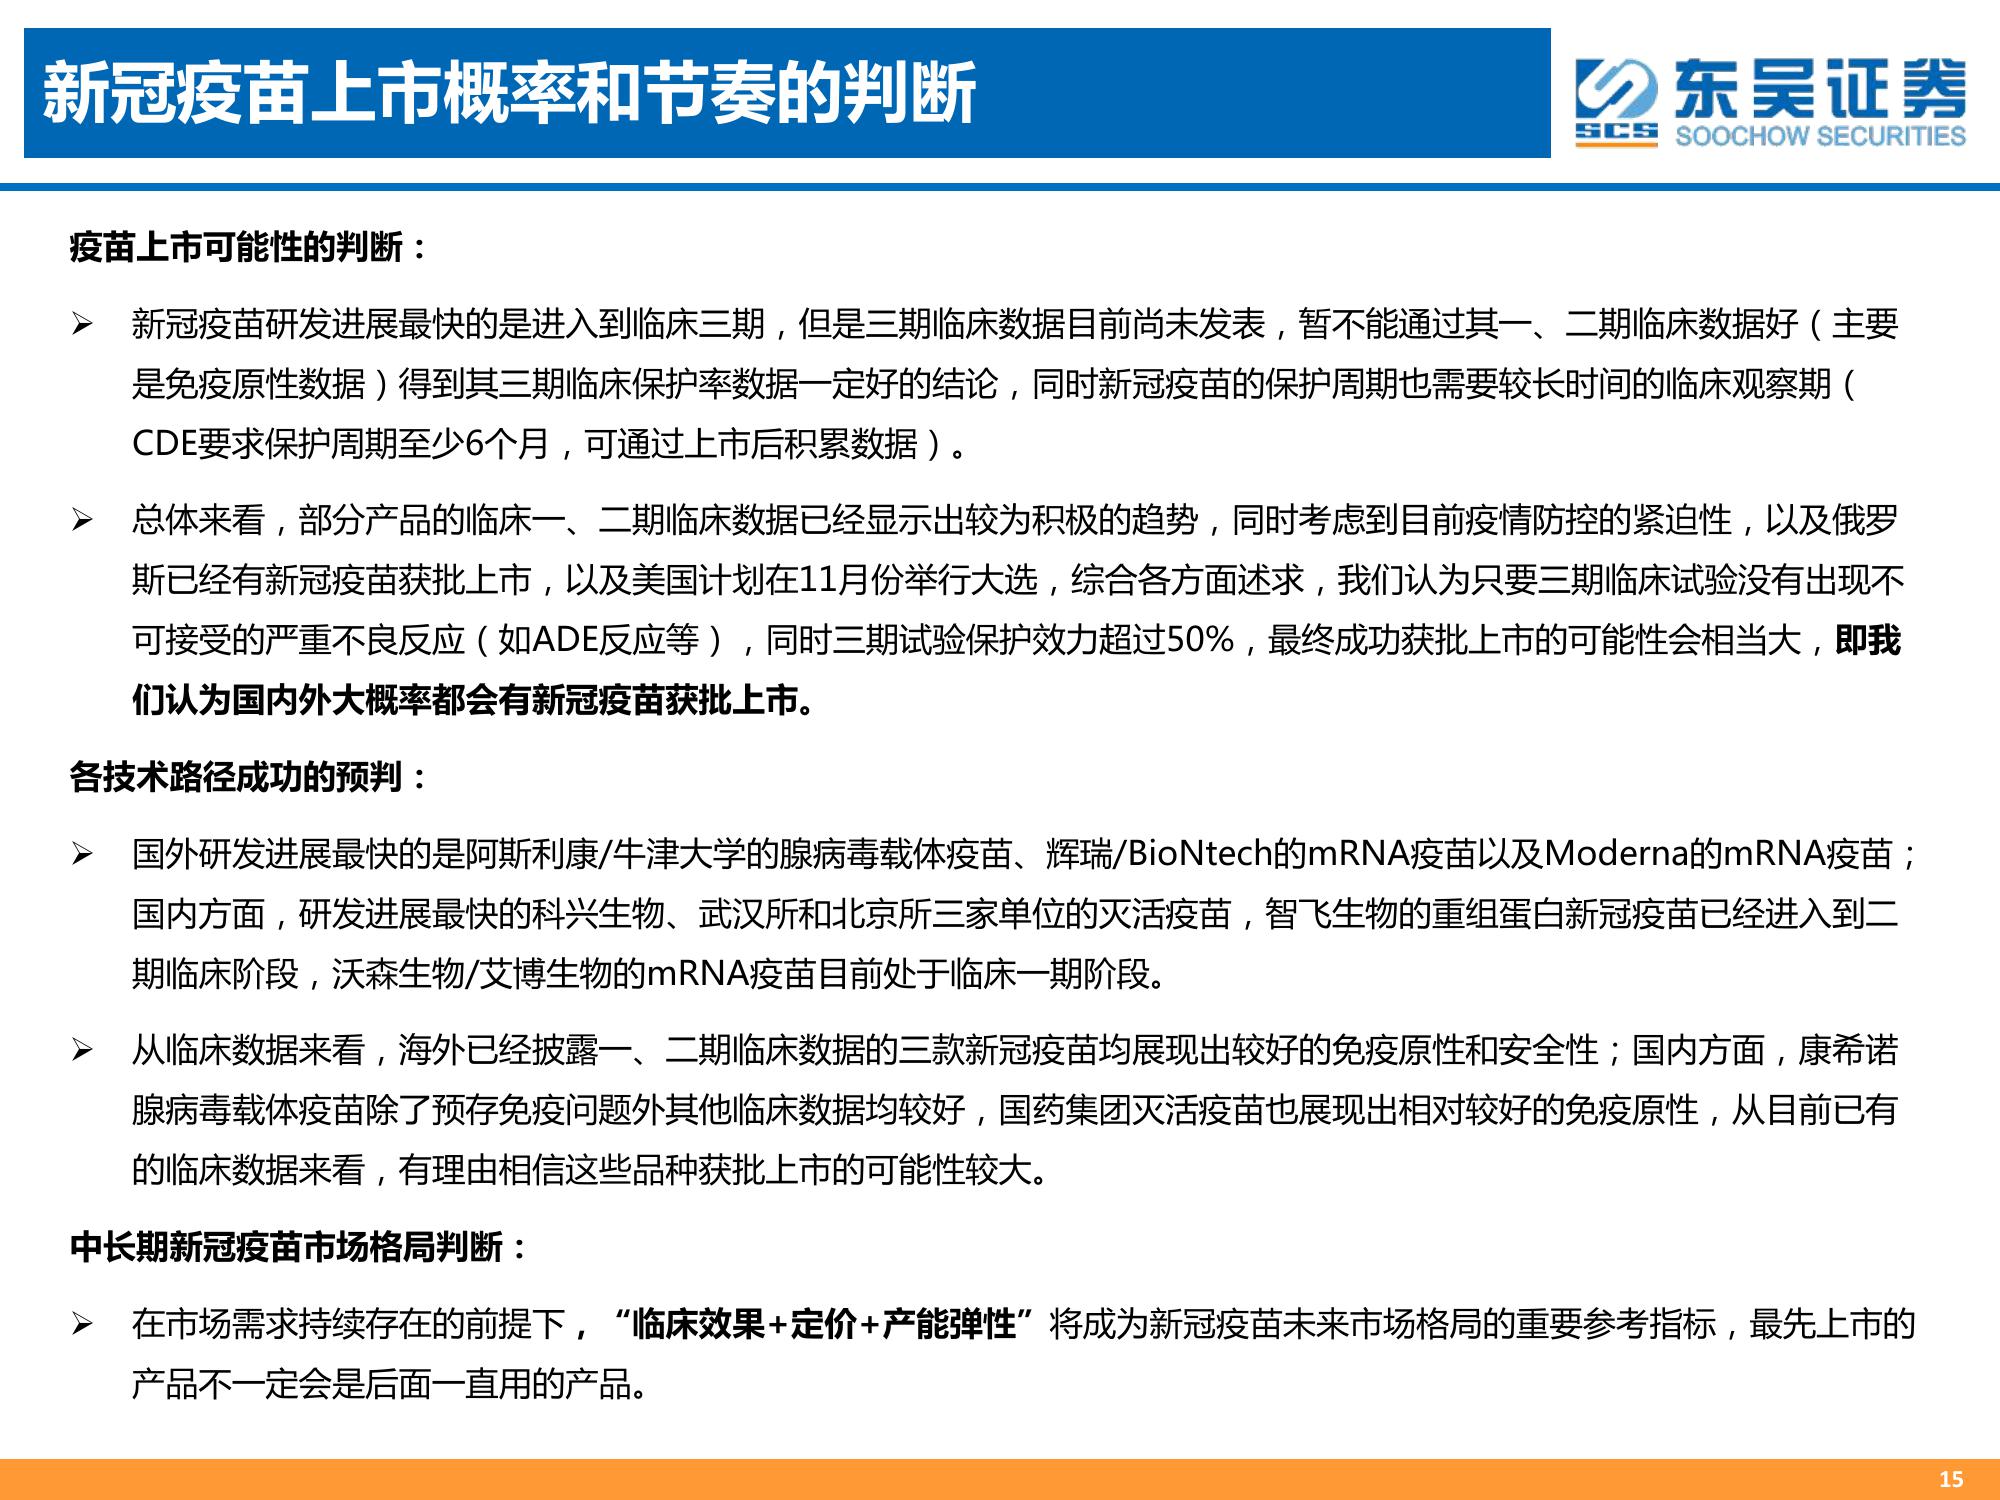 新冠疫苗上市概率和节奏的判断
东吴证券
SCS
SOOCHOW SECURITIES
疫苗上市可能性的判断：
➢ 新冠疫苗研发进展最快的是进入到临床三期，但是三期临床数据目前尚未发表，暂不能通过其一、二期临床数据好（主要
是免疫原性数据）得到其三期临床保护率数据一定好的结论，同时新冠疫苗的保护周期也需要较长时间的临床观察期（
CDE要求保护周期至少6个月，可通过上市后积累数据）。
➢ 总体来看，部分产品的临床一、二期临床数据已经显示出较为积极的趋势，同时考虑到目前疫情防控的紧迫性，以及俄罗
斯已经有新冠疫苗获批上市，以及美国计划在11月份举行大选，综合各方面述求，我们认为只要三期临床试验没有出现不
可接受的严重不良反应（如ADE反应等），同时三期试验保护效力超过50%，最终成功获批上市的可能性会相当大，即我
们认为国内外大概率都会有新冠疫苗获批上市。
各技术路径成功的预判：
➢ 国外研发进展最快的是阿斯利康/牛津大学的腺病毒载体疫苗、辉瑞/BioNtech的mRNA疫苗以及Moderna的mRNA疫苗；
国内方面，研发进展最快的科兴生物、武汉所和北京所三家单位的灭活疫苗，智飞生物的重组蛋白新冠疫苗已经进入到二
期临床阶段，沃森生物/艾博生物的mRNA疫苗目前处于临床一期阶段。
➢ 从临床数据来看，海外已经披露一、二期临床数据的三款新冠疫苗均展现出较好的免疫原性和安全性；国内方面，康希诺
腺病毒载体疫苗除了预存免疫问题外其他临床数据均较好，国药集团灭活疫苗也展现出相对较好的免疫原性，从目前已有
的临床数据来看，有理由相信这些品种获批上市的可能性较大。
中长期新冠疫苗市场格局判断：
➢ 在市场需求持续存在的前提下，“临床效果+定价+产能弹性”将成为新冠疫苗未来市场格局的重要参考指标，最先上市的
产品不一定会是后面一直用的产品。
15